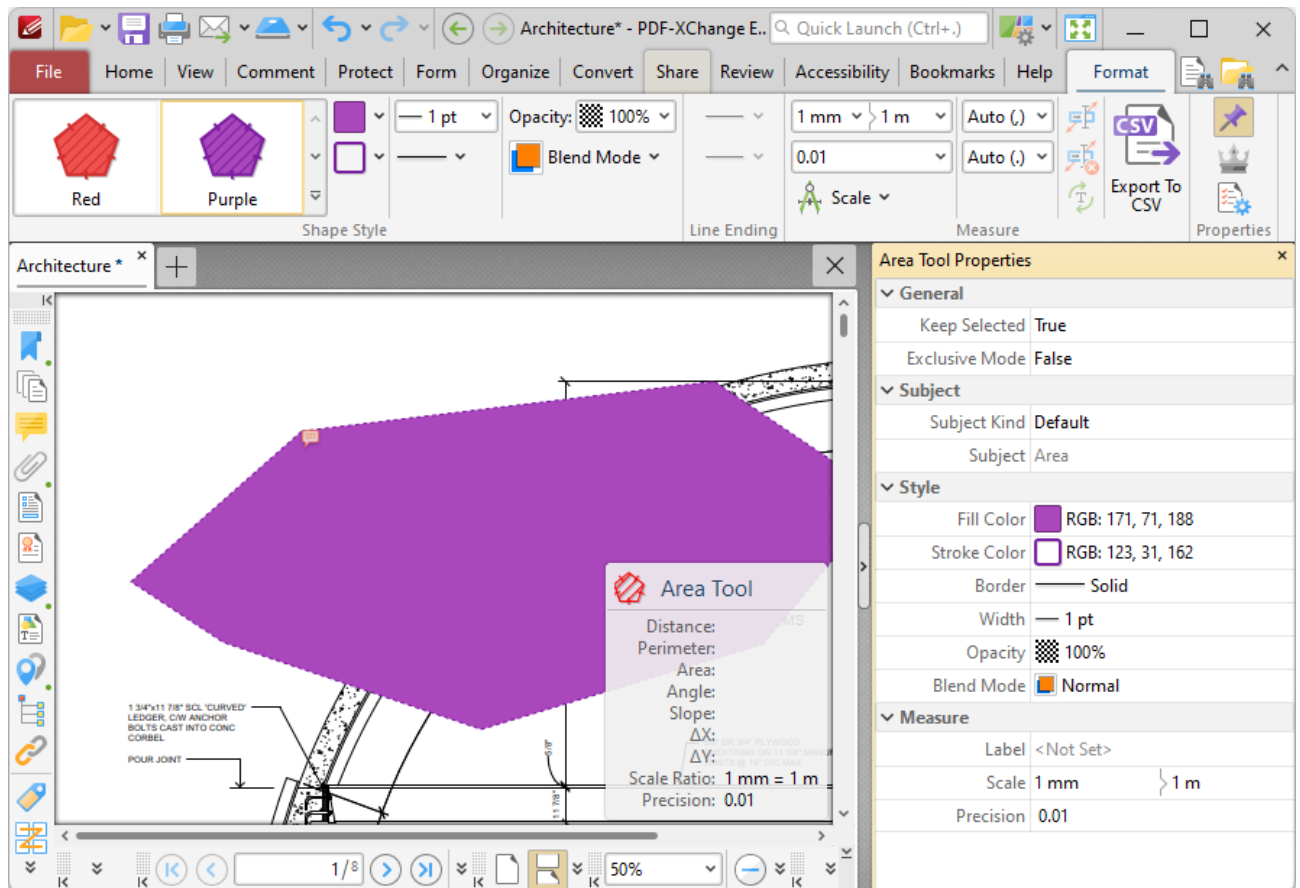 Architecture* - PDF-XChange E..
Quick Launch (Ctrl+.)
File Home View Comment Protect Form Organize Convert Share Review Accessibility Bookmarks Help Format
1 pt Opacity: 100% 1 mm 1 m Auto (,)
CSV
Blend Mode 0.01 Auto (.)
Red Purple Scale Export To
CSV
Shape Style Line Ending Measure Properties
Architecture *
Area Tool Properties
General
Keep Selected True
Exclusive Mode False
Subject
Subject Kind Default
Subject Area
Style
Fill Color RGB: 171, 71, 188
Stroke Color RGB: 123, 31, 162
Border Solid
Width 1 pt
Opacity 100%
Blend Mode Normal
Measure
Label <Not Set>
Scale 1 mm 1 m
Precision 0.01
Area Tool
Distance:
Perimeter:
Area:
Angle:
Slope:
ΔX:
ΔY:
Scale Ratio: 1 mm = 1 m
Precision: 0.01
1 3/4"x11 7/8" SCL 'CURVED'
LEDGER, C/W ANCHOR
BOLTS CAST INTO CONC
CORBEL
POUR JOINT
5/8"
11 7/8"
1/8
50%